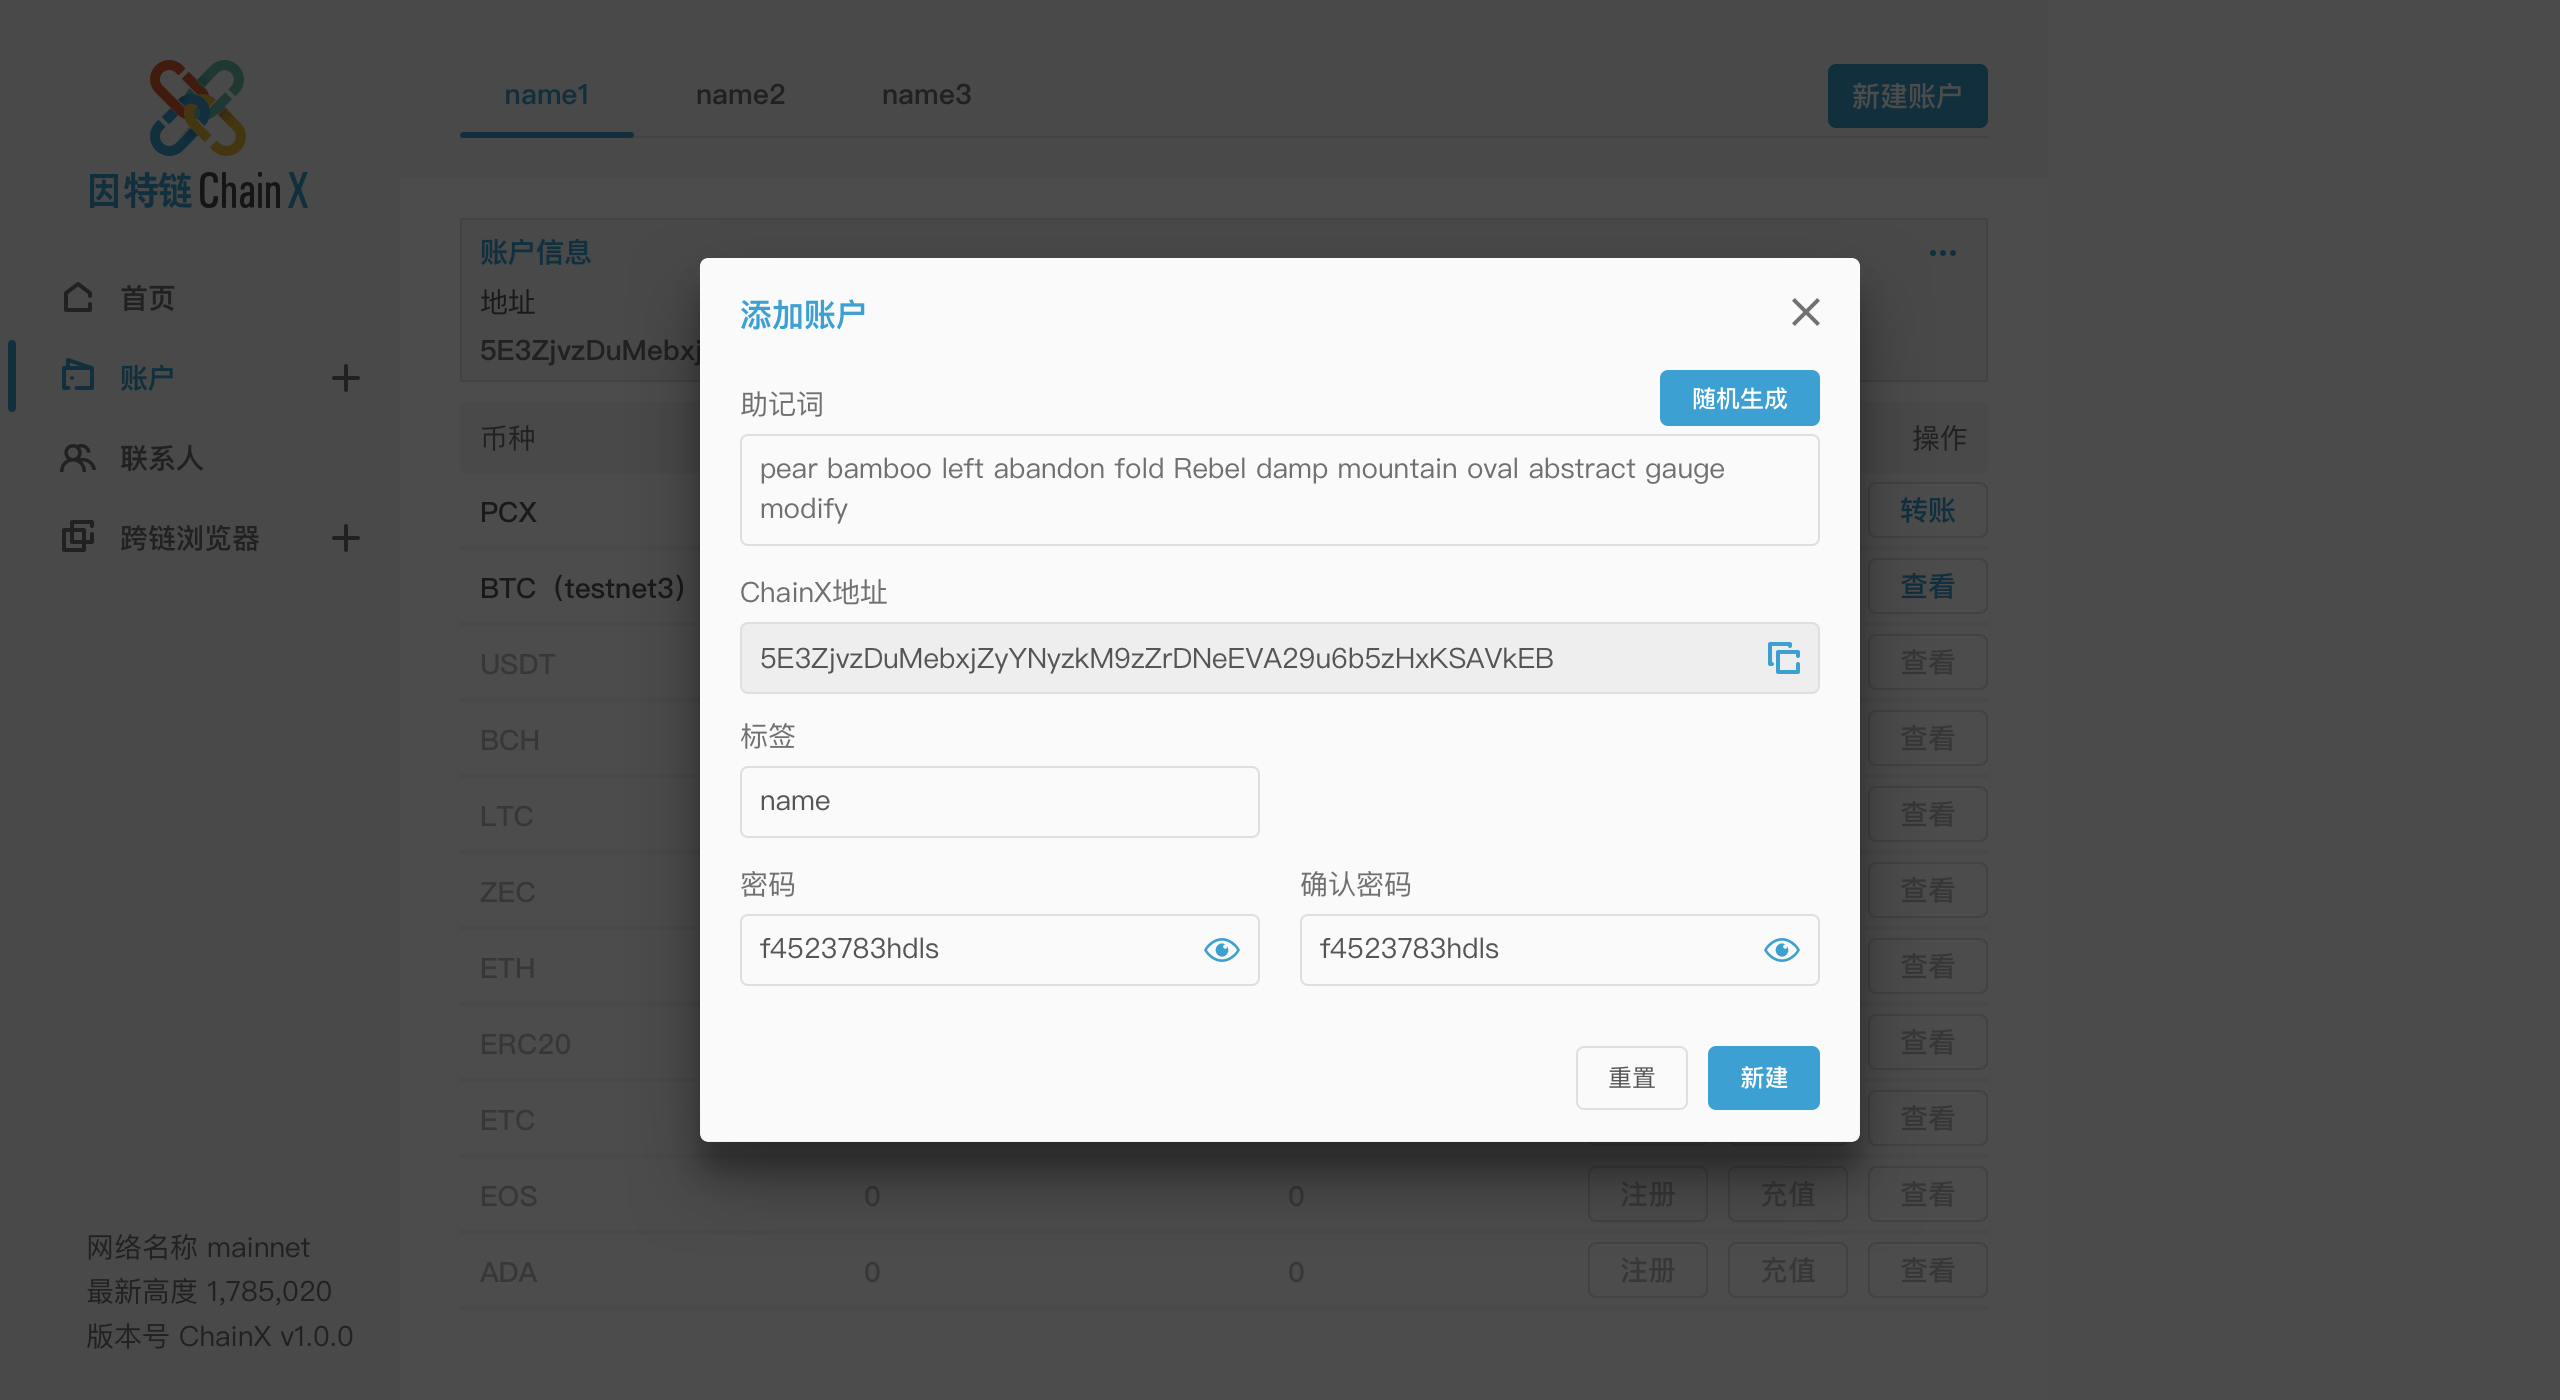 因特链ChainX
首页
账户
联系人
跨链浏览器
网络名称 mainnet
最新高度 1,785,020
版本号 ChainX v1.0.0
name1 name2 name3 新建账户
账户信息
地址
5E3ZjvzDuMebxj
币种 操作
PCX 转账
BTC（testnet3） 查看
USDT 查看
BCH 查看
LTC 查看
ZEC 查看
ETH 查看
ERC20 查看
ETC 查看
EOS 0 0 注册 充值 查看
ADA 0 0 注册 充值 查看
添加账户
助记词 随机生成
pear bamboo left abandon fold Rebel damp mountain oval abstract gauge
modify
ChainX地址
5E3ZjvzDuMebxjZyYNyzkM9zZrDNeEVA29u6b5zHxKSAVkEB
标签
name
密码 确认密码
f4523783hdls f4523783hdls
重置 新建